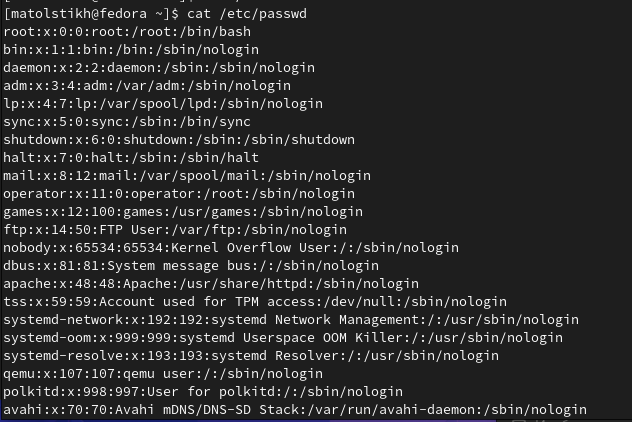 [matolstikh@fedora ~]$ cat /etc/passwd
root:x:0:0:root:/root:/bin/bash
bin:x:1:1:bin:/bin:/sbin/nologin
daemon:x:2:2:daemon:/sbin:/sbin/nologin
adm:x:3:4:adm:/var/adm:/sbin/nologin
lp:x:4:7:lp:/var/spool/lpd:/sbin/nologin
sync:x:5:0:sync:/sbin:/bin/sync
shutdown:x:6:0:shutdown:/sbin:/sbin/shutdown
halt:x:7:0:halt:/sbin:/sbin/halt
mail:x:8:12:mail:/var/spool/mail:/sbin/nologin
operator:x:11:0:operator:/root:/sbin/nologin
games:x:12:100:games:/usr/games:/sbin/nologin
ftp:x:14:50:FTP User:/var/ftp:/sbin/nologin
nobody:x:65534:65534:Kernel Overflow User:/:/sbin/nologin
dbus:x:81:81:System message bus:/:/sbin/nologin
apache:x:48:48:Apache:/usr/share/httpd:/sbin/nologin
tss:x:59:59:Account used for TPM access:/dev/null:/sbin/nologin
systemd-network:x:192:192:systemd Network Management:/:/usr/sbin/nologin
systemd-oom:x:999:999:systemd Userspace OOM Killer:/:/usr/sbin/nologin
systemd-resolve:x:193:193:systemd Resolver:/:/usr/sbin/nologin
qemu:x:107:107:qemu user:/:/sbin/nologin
polkitd:x:998:997:User for polkitd:/:/sbin/nologin
avahi:x:70:70:Avahi mDNS/DNS-SD Stack:/var/run/avahi-daemon:/sbin/nologin